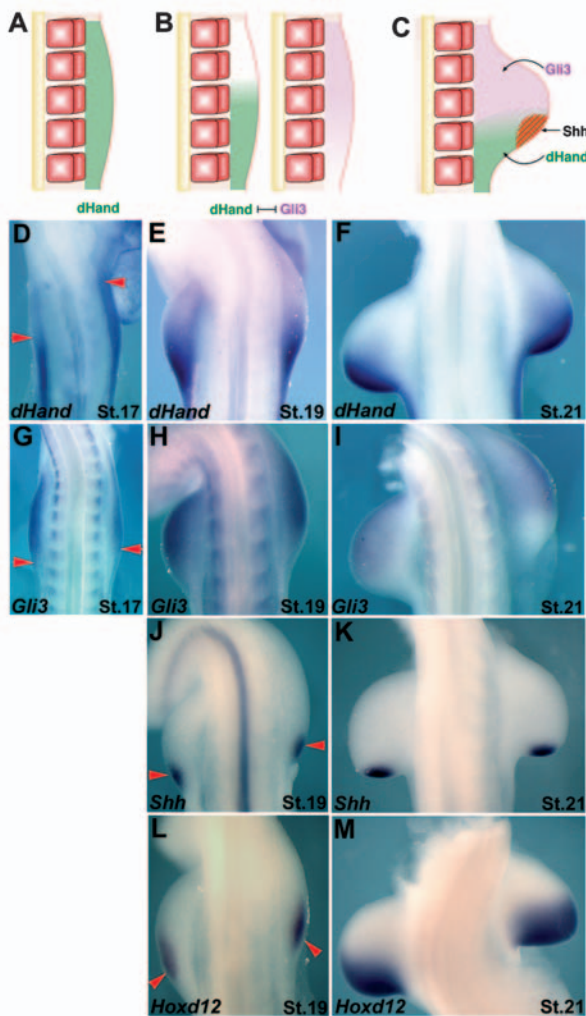 A
B
C
Gli3
Shh
dHand
dHand
dHand Gli3
D
E
F
dHand St.17
dHand St.19
dHand St.21
G
H
I
Gli3 St.17
Gli3 St.19
Gli3 St.21
J
K
Shh St.19
Shh St.21
L
M
Hoxd12 St.19
Hoxd12 St.21